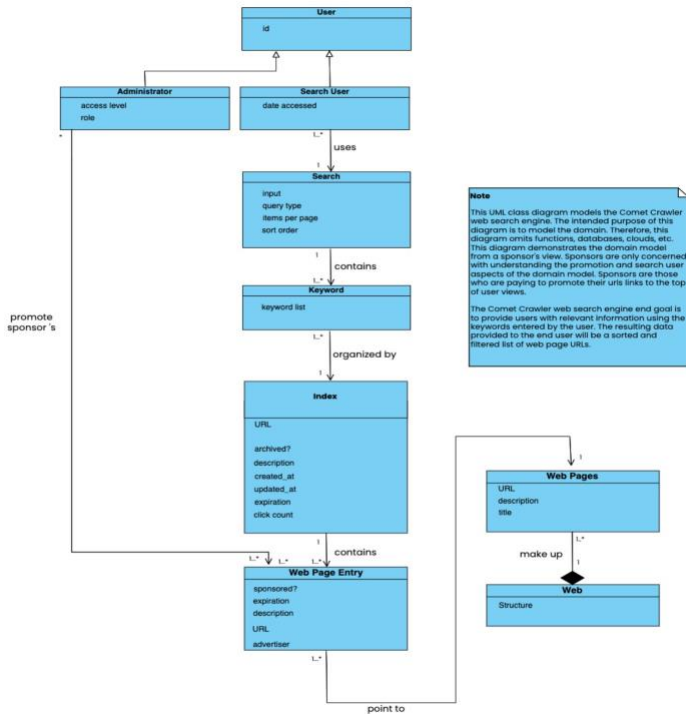 User
id
Administrator
access level
role
Search User
date accessed
*
1..*
uses
1
Search
input
query type
items per page
sort order
1
contains
1..*
Keyword
keyword list
1..*
organized by
1
Index
URL
archived?
description
created_at
updated_at
expiration
click count
promote
sponsor 's
1
contains
1..*
1..*
1..*
Web Page Entry
sponsored?
expiration
description
URL
advertiser
1..*
point to
Note
This UML class diagram models the Comet Crawler
web search engine. The intended purpose of this
diagram is to model the domain. Therefore, this
diagram omits functions, databases, clouds, etc.
This diagram demonstrates the domain model
from a sponsor's view. Sponsors are only concerned
with understanding the promotion and search user
aspects of the domain model. Sponsors are those
who are paying to promote their urls links to the top
of user views.
The Comet Crawler web search engine end goal is
to provide users with relevant information using the
keywords entered by the user. The resulting data
provided to the end user will be a sorted and
filtered list of web page URLs.
1
Web Pages
URL
description
title
1..*
make up
1
Web
Structure